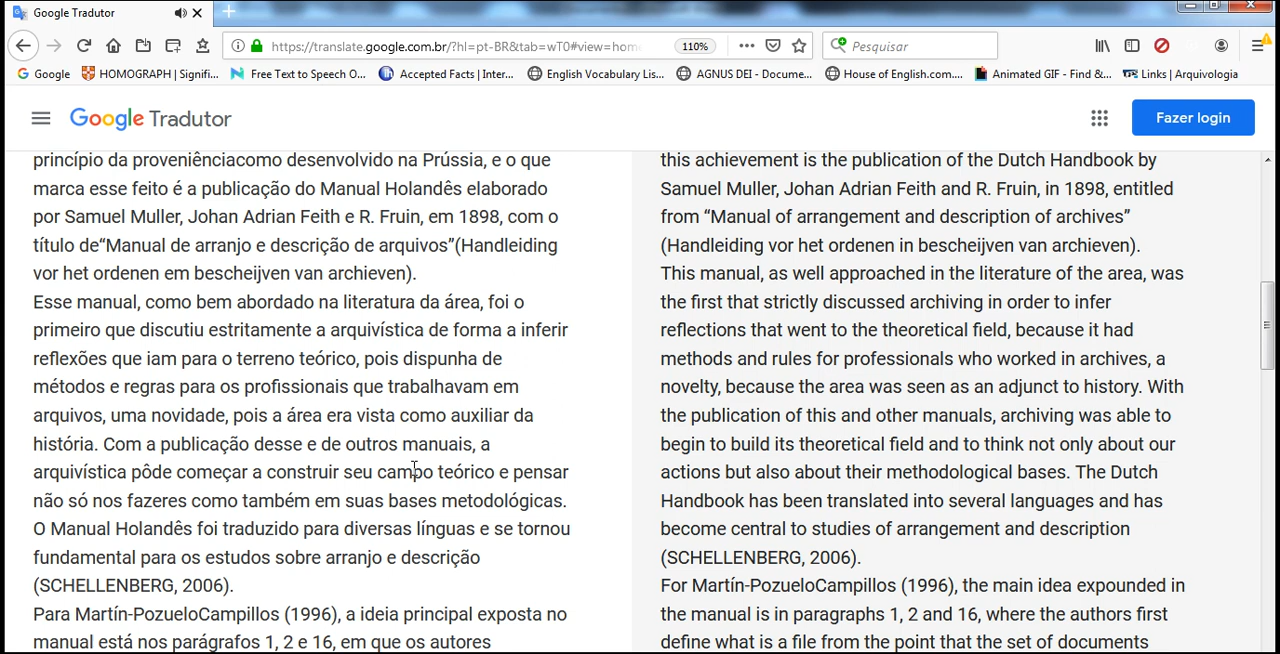 Google Tradutor
https://translate.google.com.br/?hl=pt-BR&tab=wT0#view=hom
110%
Pesquisar
Google
HOMOGRAPH | Signifi...
Free Text to Speech O...
Accepted Facts | Inter...
English Vocabulary Lis...
AGNUS DEI - Docume...
House of English.com....
Animated GIF - Find &...
Links | Arquivologia
Google Tradutor
Fazer login
princípio da proveniênciacomo desenvolvido na Prússia, e o que
marca esse feito é a publicação do Manual Holandês elaborado
por Samuel Muller, Johan Adrian Feith e R. Fruin, em 1898, com o
título de“Manual de arranjo e descrição de arquivos”(Handleiding
vor het ordenen em bescheijven van archieven).
Esse manual, como bem abordado na literatura da área, foi o
primeiro que discutiu estritamente a arquivística de forma a inferir
reflexões que iam para o terreno teórico, pois dispunha de
métodos e regras para os profissionais que trabalhavam em
arquivos, uma novidade, pois a área era vista como auxiliar da
história. Com a publicação desse e de outros manuais, a
arquivística pôde começar a construir seu campo teórico e pensar
não só nos fazeres como também em suas bases metodológicas.
O Manual Holandês foi traduzido para diversas línguas e se tornou
fundamental para os estudos sobre arranjo e descrição
(SCHELLENBERG, 2006).
Para Martín-PozueloCampillos (1996), a ideia principal exposta no
manual está nos parágrafos 1, 2 e 16, em que os autores
this achievement is the publication of the Dutch Handbook by
Samuel Muller, Johan Adrian Feith and R. Fruin, in 1898, entitled
from “Manual of arrangement and description of archives”
(Handleiding vor het ordenen in bescheijven van archieven).
This manual, as well approached in the literature of the area, was
the first that strictly discussed archiving in order to infer
reflections that went to the theoretical field, because it had
methods and rules for professionals who worked in archives, a
novelty, because the area was seen as an adjunct to history. With
the publication of this and other manuals, archiving was able to
begin to build its theoretical field and to think not only about our
actions but also about their methodological bases. The Dutch
Handbook has been translated into several languages and has
become central to studies of arrangement and description
(SCHELLENBERG, 2006).
For Martín-PozueloCampillos (1996), the main idea expounded in
the manual is in paragraphs 1, 2 and 16, where the authors first
define what is a file from the point that the set of documents